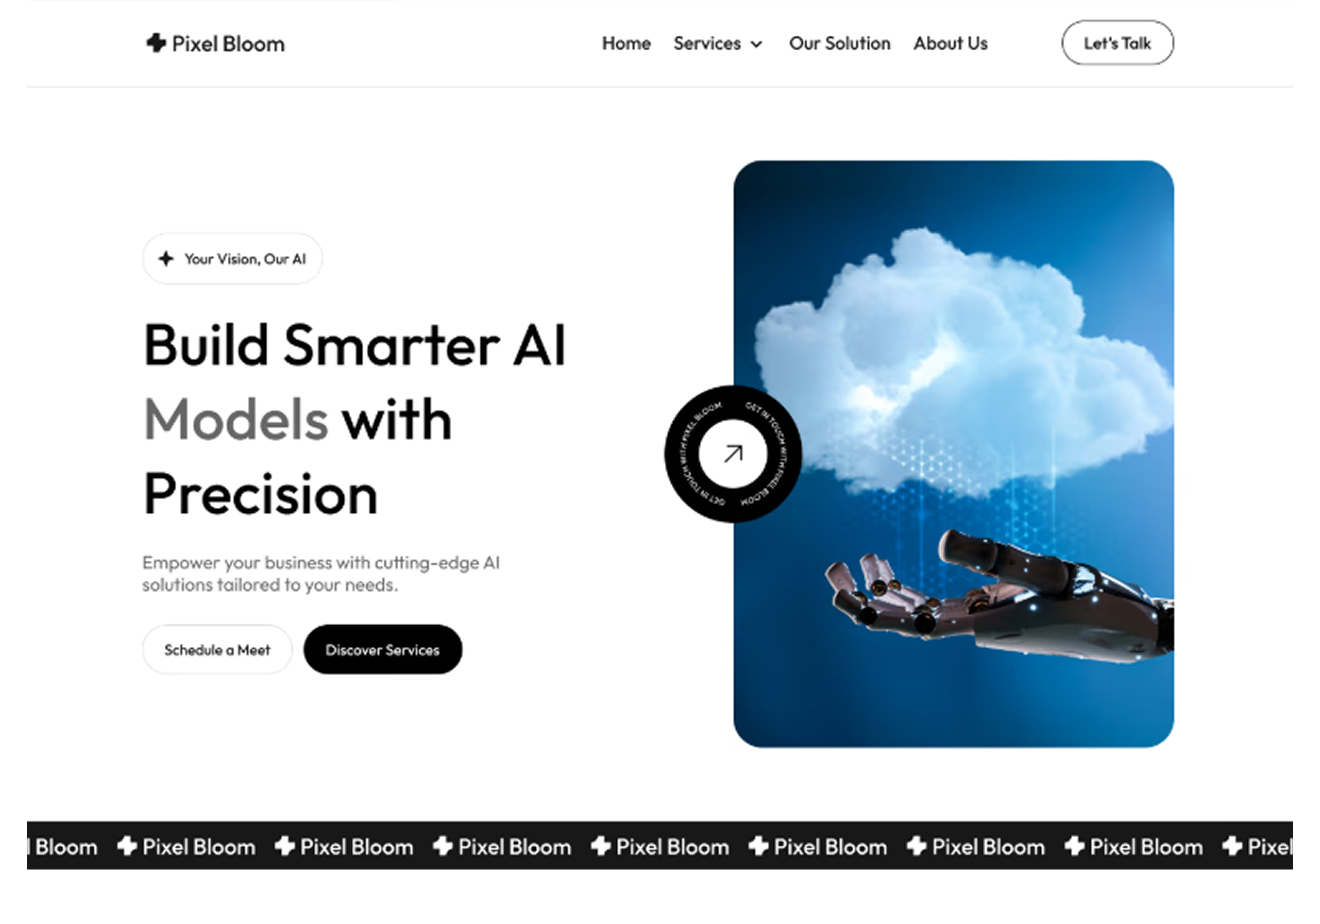 Pixel Bloom
Home
Services
Our Solution
About Us
Let's Talk
Your Vision, Our AI
Build Smarter AI
Models with
Precision
Empower your business with cutting-edge AI
solutions tailored to your needs.
Schedule a Meet
Discover Services
GET IN TOUCH WITH PIXEL BLOOM
GET IN TOUCH WITH PIXEL BLOOM
l Bloom Pixel Bloom Pixel Bloom Pixel Bloom Pixel Bloom Pixel Bloom Pixel Bloom Pixel Bloom Pixel